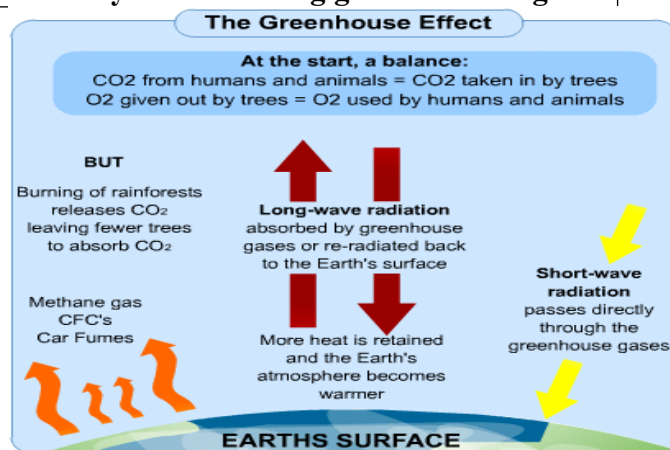 The Greenhouse Effect
At the start, a balance:
CO2 from humans and animals = CO2 taken in by trees
O2 given out by trees = O2 used by humans and animals
BUT
Burning of rainforests
releases CO₂
leaving fewer trees
to absorb CO₂
Methane gas
CFC's
Car Fumes
Long-wave radiation
absorbed by greenhouse
gases or re-radiated back
to the Earth's surface
More heat is retained
and the Earth's
atmosphere becomes
warmer
Short-wave
radiation
passes directly
through the
greenhouse gases
EARTHS SURFACE